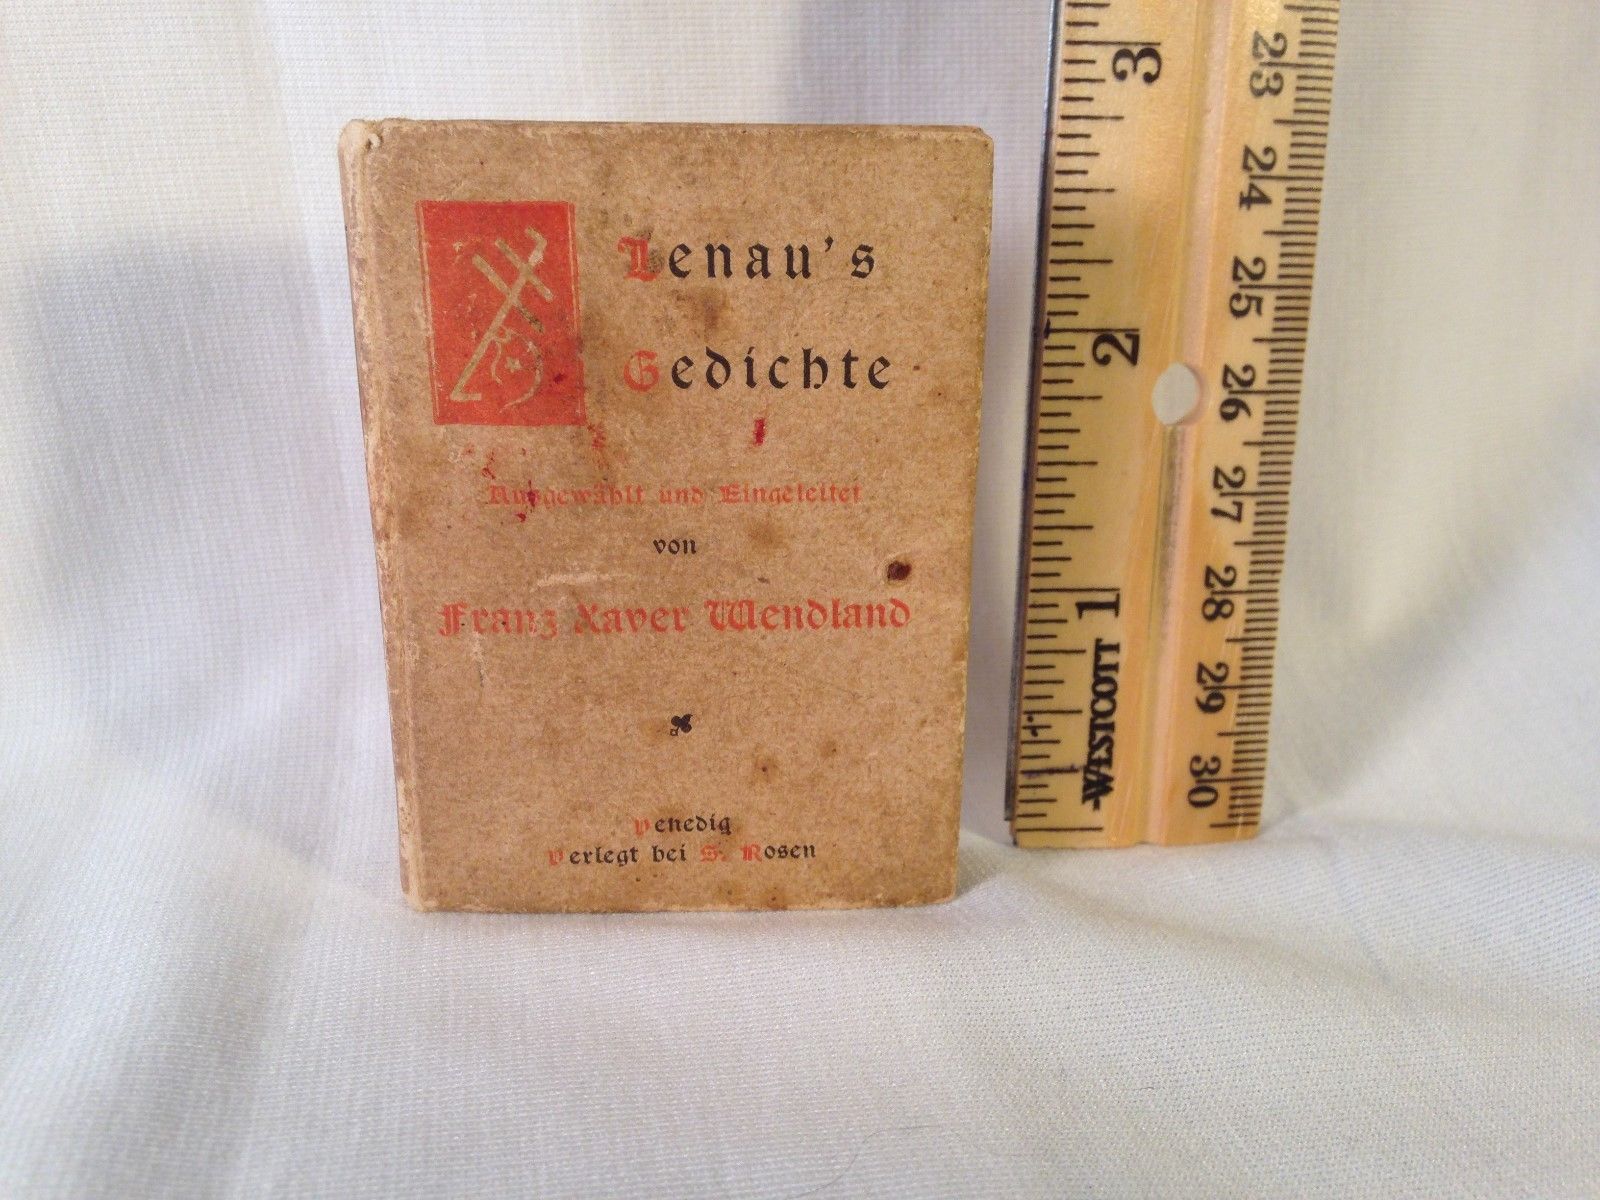 Lenau's
Gedichte
I
Ausgewählt und Eingeleitet
von
Franz Xaver Wendland
Venedig
Verlegt bei S. Rosen
3
2
1
WESTCOTT
23
24
25
26
27
28
29
30